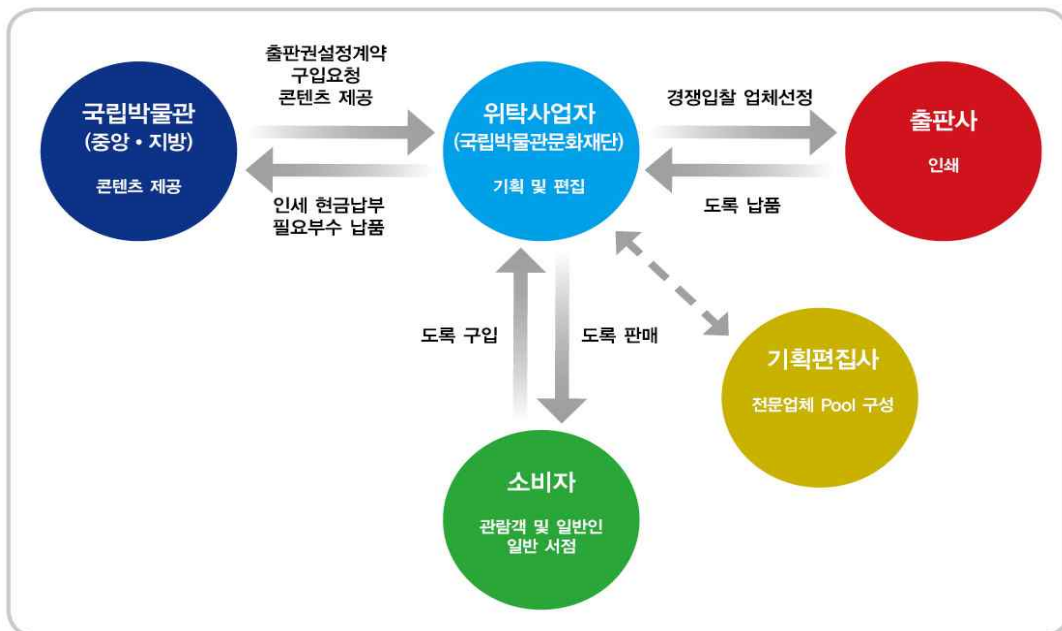 출판권설정계약
구입요청
콘텐츠 제공
국립박물관
(중앙・지방)
콘텐츠 제공
인세 현금납부
필요부수 납품
위탁사업자
(국립박물관문화재단)
기획 및 편집
경쟁입찰 업체선정
도록 납품
출판사
인쇄
도록 구입
도록 판매
기획편집사
전문업체 Pool 구성
소비자
관람객 및 일반인
일반 서점